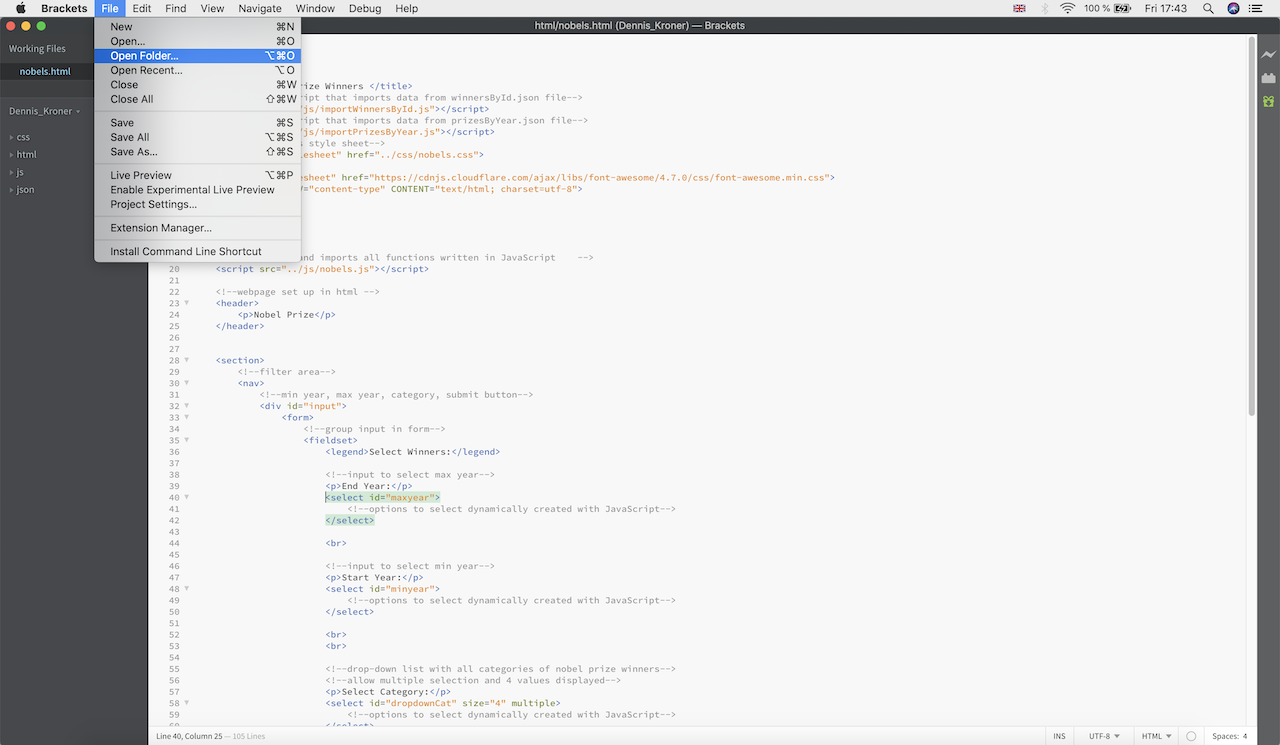 Brackets File Edit Find View Navigate Window Debug Help 100 % Fri 17:43
html/nobels.html (Dennis_Kroner) — Brackets
Working Files
nobels.html
Dennis_Kroner
css
html
js
json
New ⌘N
Open... ⌘O
Open Folder... ⌥⌘O
Open Recent... ⌥O
Close ⌘W
Close All ⇧⌘W
Save ⌘S
Save All ⌥⌘S
Save As... ⇧⌘S
Live Preview ⌥⌘P
Enable Experimental Live Preview
Project Settings...
Extension Manager...
Install Command Line Shortcut
ize Winners </title>
ript that imports data from winnersById.json file-->
/js/importWinnersById.js"></script>
ript that imports data from prizesByYear.json file-->
/js/importPrizesByYear.js"></script>
s style sheet-->
lesheet" href="../css/nobels.css">
lesheet" href="https://cdnjs.cloudflare.com/ajax/libs/font-awesome/4.7.0/css/font-awesome.min.css">
="content-type" CONTENT="text/html; charset=utf-8">
nd imports all functions written in JavaScript -->
20 <script src="../js/nobels.js"></script>
21
22 <!--webpage set up in html -->
23 <header>
24 <p>Nobel Prize</p>
25 </header>
26
27
28 <section>
29 <!--filter area-->
30 <nav>
31 <!--min year, max year, category, submit button-->
32 <div id="input">
33 <form>
34 <!--group input in form-->
35 <fieldset>
36 <legend>Select Winners:</legend>
37
38 <!--input to select max year-->
39 <p>End Year:</p>
40 <select id="maxyear">
41 <!--options to select dynamically created with JavaScript-->
42 </select>
43
44 <br>
45
46 <!--input to select min year-->
47 <p>Start Year:</p>
48 <select id="minyear">
49 <!--options to select dynamically created with JavaScript-->
50 </select>
51
52 <br>
53 <br>
54
55 <!--drop-down list with all categories of nobel prize winners-->
56 <!--allow multiple selection and 4 values displayed-->
57 <p>Select Category:</p>
58 <select id="dropdownCat" size="4" multiple>
59 <!--options to select dynamically created with JavaScript-->
60 </select>
Line 40, Column 25 — 105 Lines INS UTF-8 HTML Spaces: 4